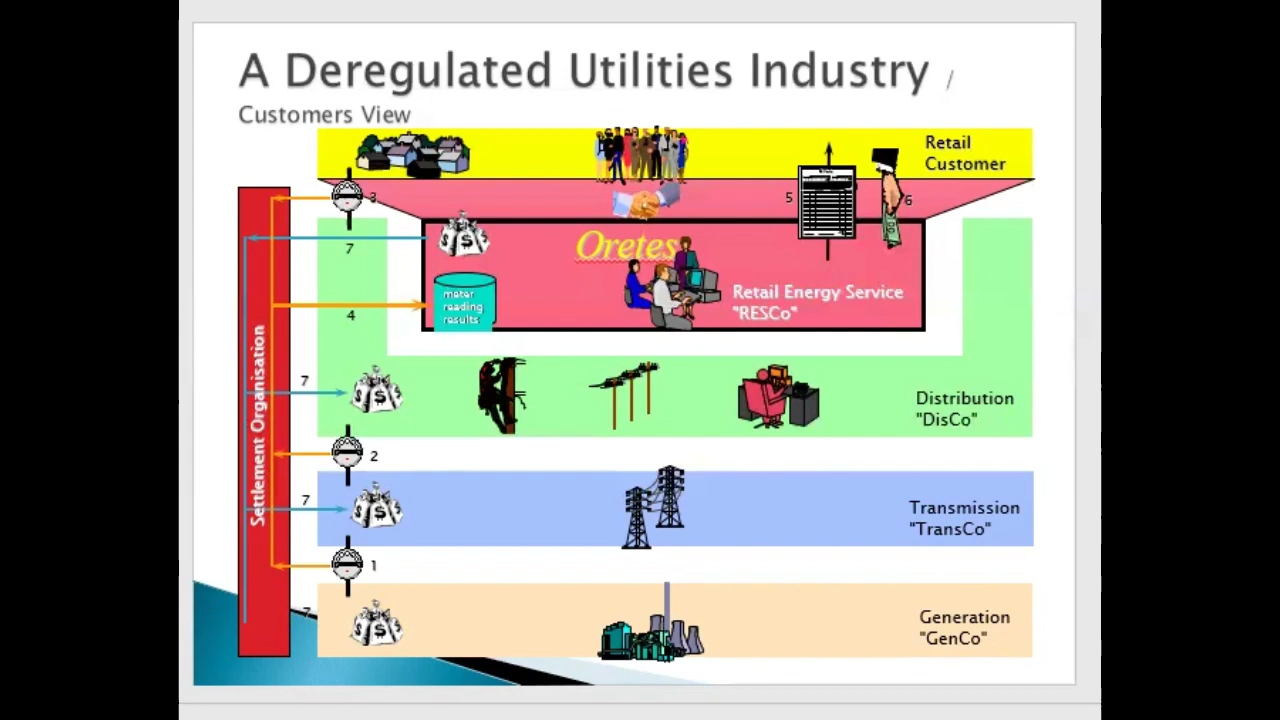 A Deregulated Utilities Industry /
Customers View
Retail
Customer
3
5
6
7
Oretes
meter
reading
results
Retail Energy Service
"RESCo"
4
Settlement Organisation
7
Distribution
"DisCo"
2
7
Transmission
"TransCo"
1
7
Generation
"GenCo"